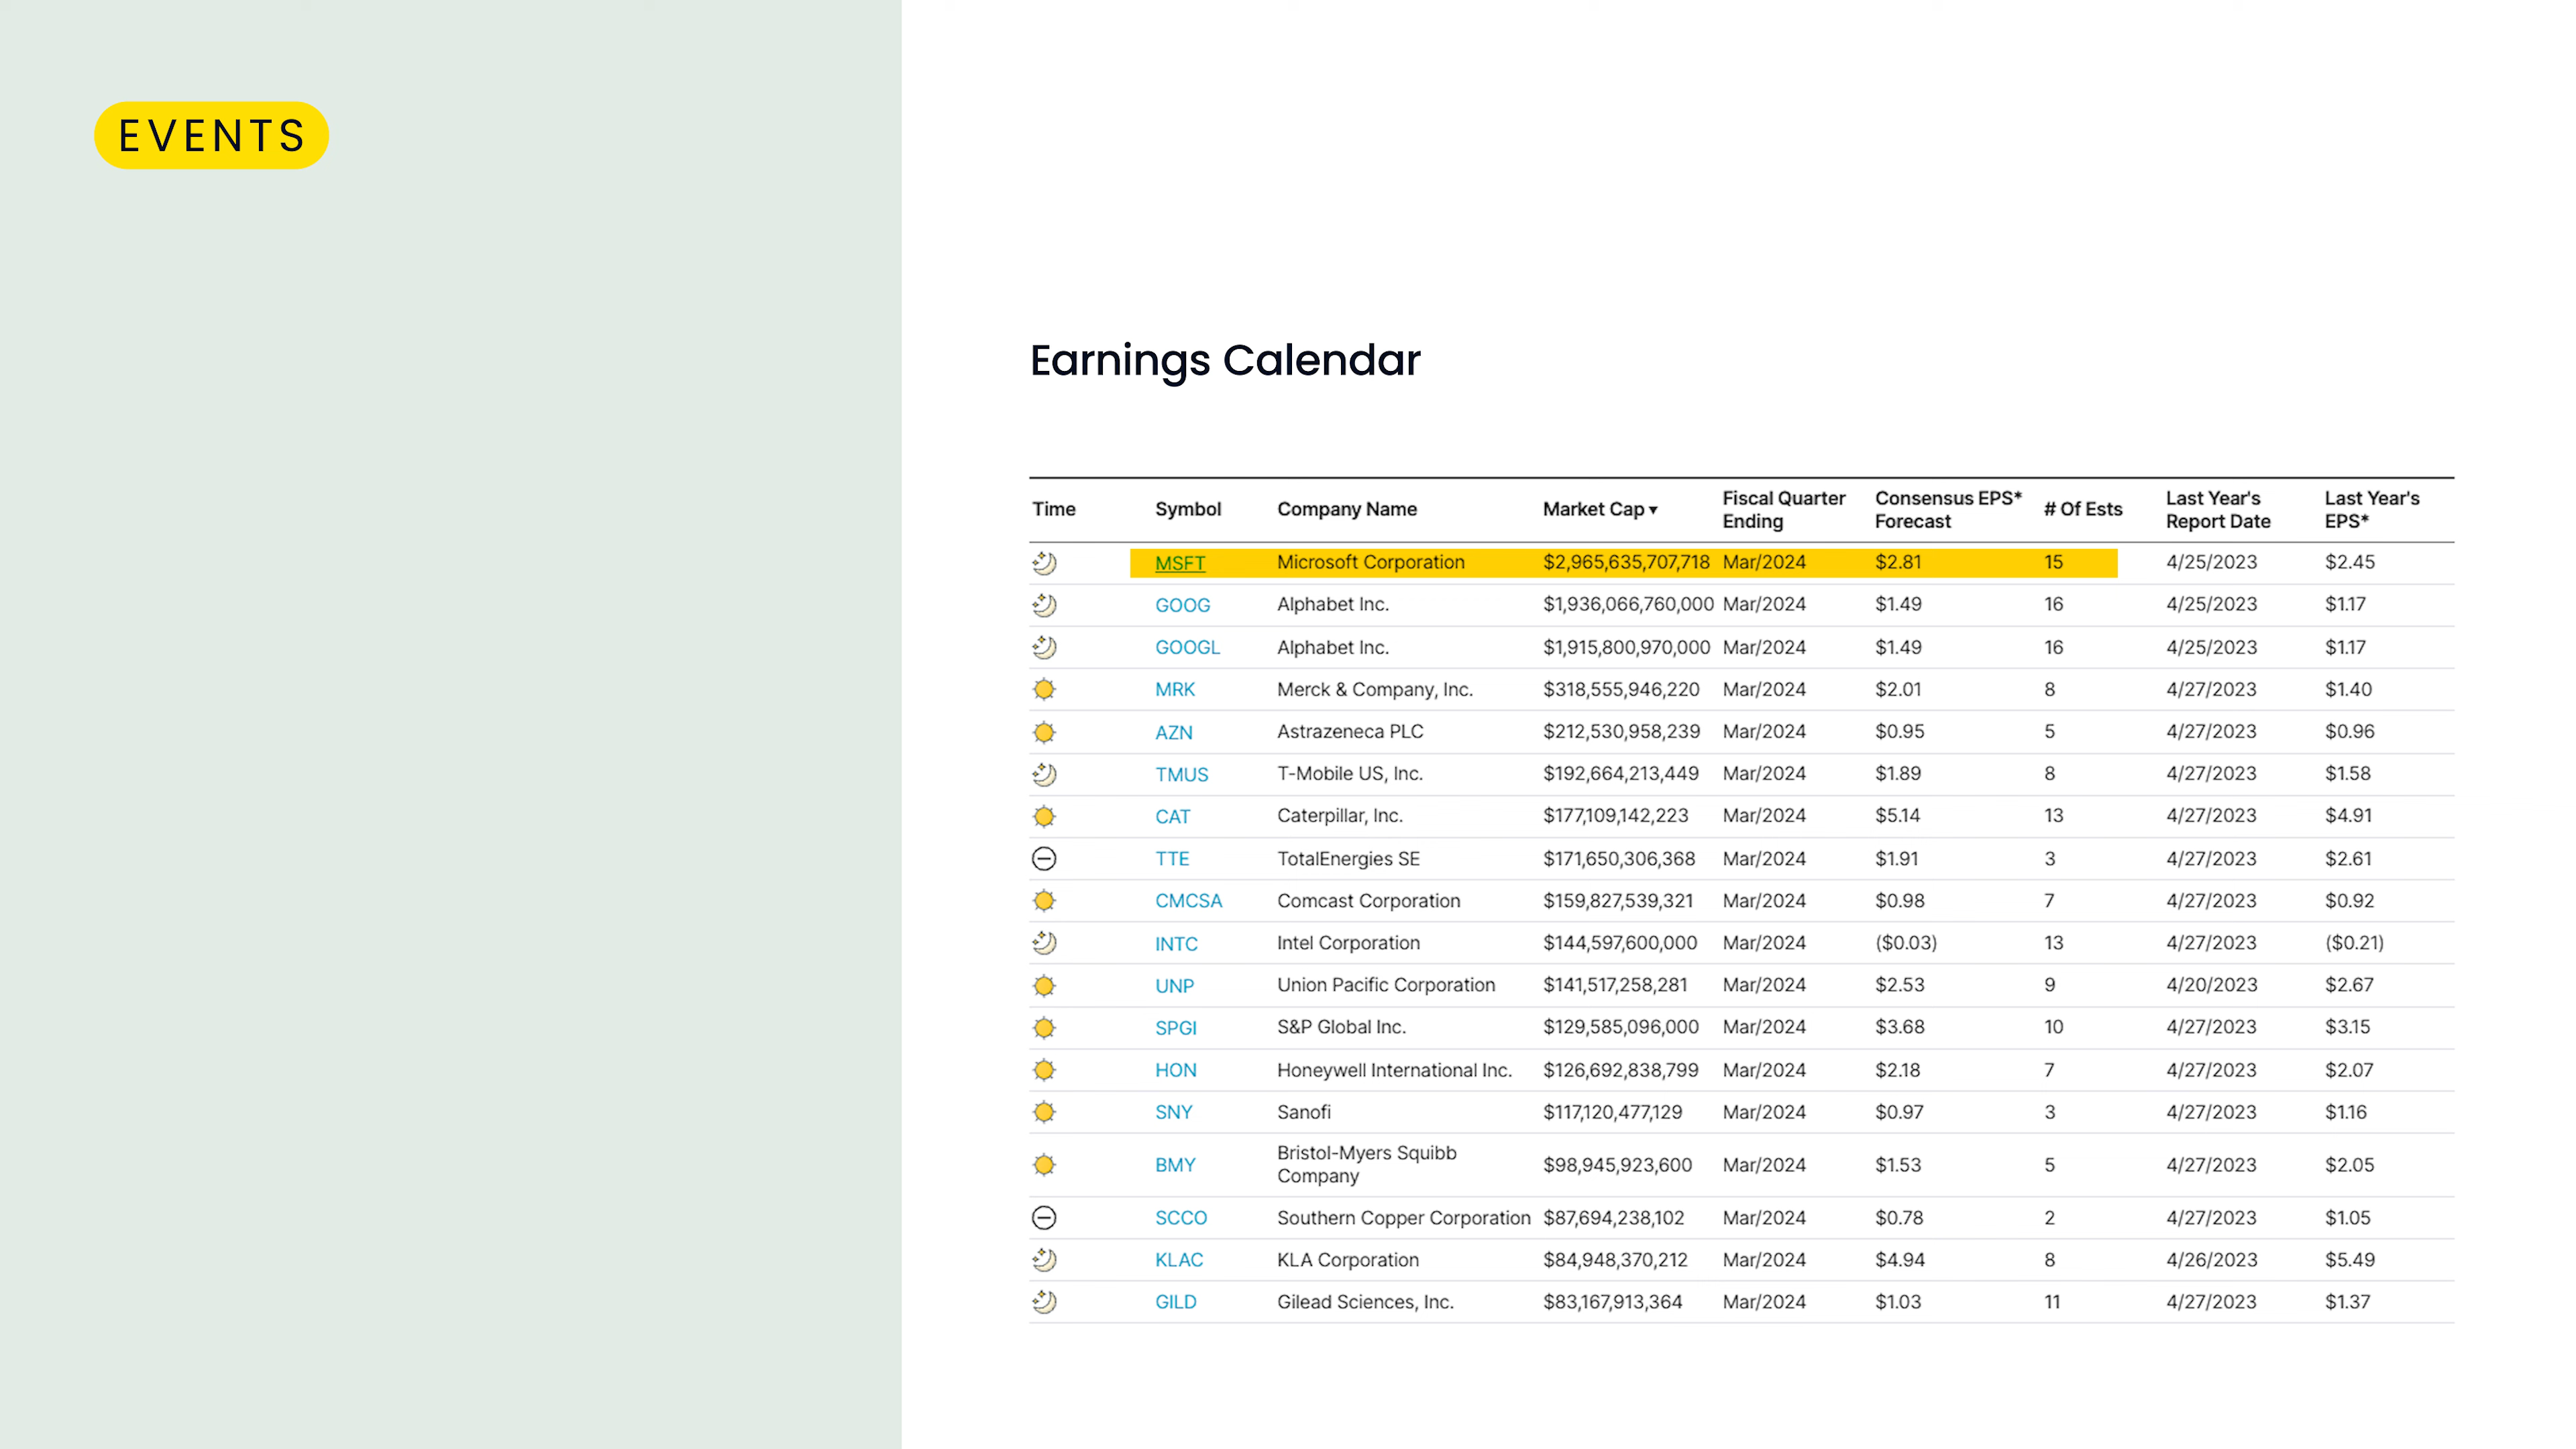 EVENTS
Earnings Calendar
Time Symbol Company Name Market Cap ▾ Fiscal Quarter Ending Consensus EPS* Forecast # Of Ests Last Year's Report Date Last Year's EPS*
MSFT Microsoft Corporation $2,965,635,707,718 Mar/2024 $2.81 15 4/25/2023 $2.45
GOOG Alphabet Inc. $1,936,066,760,000 Mar/2024 $1.49 16 4/25/2023 $1.17
GOOGL Alphabet Inc. $1,915,800,970,000 Mar/2024 $1.49 16 4/25/2023 $1.17
MRK Merck & Company, Inc. $318,555,946,220 Mar/2024 $2.01 8 4/27/2023 $1.40
AZN Astrazeneca PLC $212,530,958,239 Mar/2024 $0.95 5 4/27/2023 $0.96
TMUS T-Mobile US, Inc. $192,664,213,449 Mar/2024 $1.89 8 4/27/2023 $1.58
CAT Caterpillar, Inc. $177,109,142,223 Mar/2024 $5.14 13 4/27/2023 $4.91
TTE TotalEnergies SE $171,650,306,368 Mar/2024 $1.91 3 4/27/2023 $2.61
CMCSA Comcast Corporation $159,827,539,321 Mar/2024 $0.98 7 4/27/2023 $0.92
INTC Intel Corporation $144,597,600,000 Mar/2024 ($0.03) 13 4/27/2023 ($0.21)
UNP Union Pacific Corporation $141,517,258,281 Mar/2024 $2.53 9 4/20/2023 $2.67
SPGI S&P Global Inc. $129,585,096,000 Mar/2024 $3.68 10 4/27/2023 $3.15
HON Honeywell International Inc. $126,692,838,799 Mar/2024 $2.18 7 4/27/2023 $2.07
SNY Sanofi $117,120,477,129 Mar/2024 $0.97 3 4/27/2023 $1.16
BMY Bristol-Myers Squibb Company $98,945,923,600 Mar/2024 $1.53 5 4/27/2023 $2.05
SCCO Southern Copper Corporation $87,694,238,102 Mar/2024 $0.78 2 4/27/2023 $1.05
KLAC KLA Corporation $84,948,370,212 Mar/2024 $4.94 8 4/26/2023 $5.49
GILD Gilead Sciences, Inc. $83,167,913,364 Mar/2024 $1.03 11 4/27/2023 $1.37